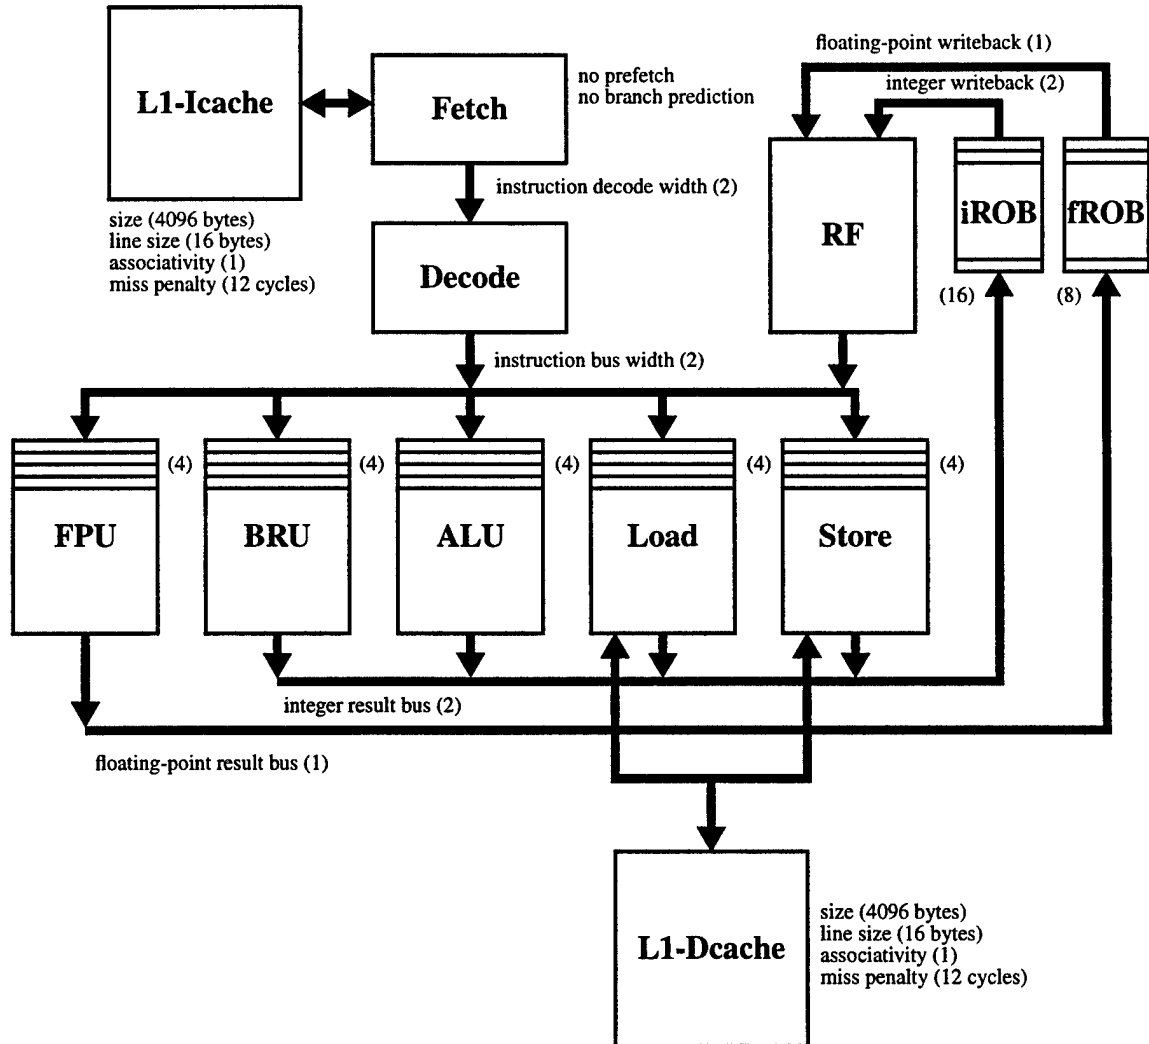 floating-point writeback (1)
integer writeback (2)
L1-Icache
Fetch
no prefetch
no branch prediction
instruction decode width (2)
size (4096 bytes)
line size (16 bytes)
associativity (1)
miss penalty (12 cycles)
Decode
RF
iROB
fROB
(16)
(8)
instruction bus width (2)
(4)
(4)
(4)
(4)
(4)
FPU
BRU
ALU
Load
Store
integer result bus (2)
floating-point result bus (1)
L1-Dcache
size (4096 bytes)
line size (16 bytes)
associativity (1)
miss penalty (12 cycles)